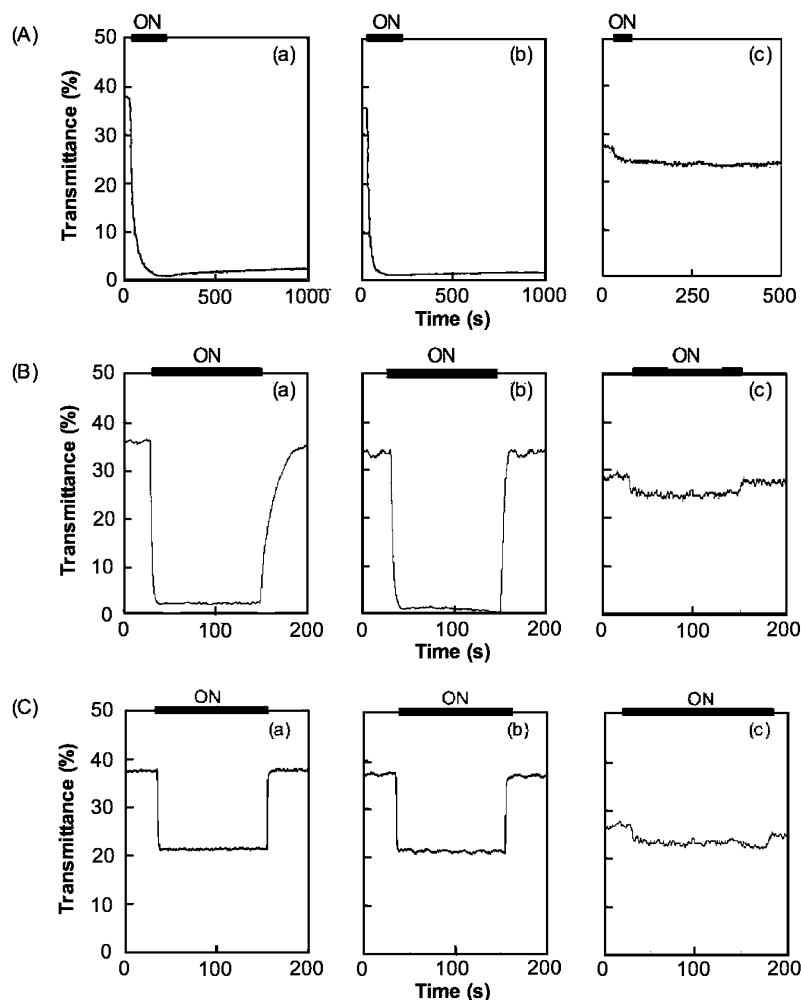 (A) ON ON ON
50 (a) (b) (c)
40
30
20
10
0
0 500 1000 0 500 1000 0 250 500
Transmittance (%)
Time (s)
(B) ON ON ON
50 (a) (b) (c)
40
30
20
10
0
0 100 200 0 100 200 0 100 200
Transmittance (%)
Time (s)
(C) ON ON ON
50 (a) (b) (c)
40
30
20
10
0
0 100 200 0 100 200 0 100 200
Transmittance (%)
Time (s) Time (s) Time (s)